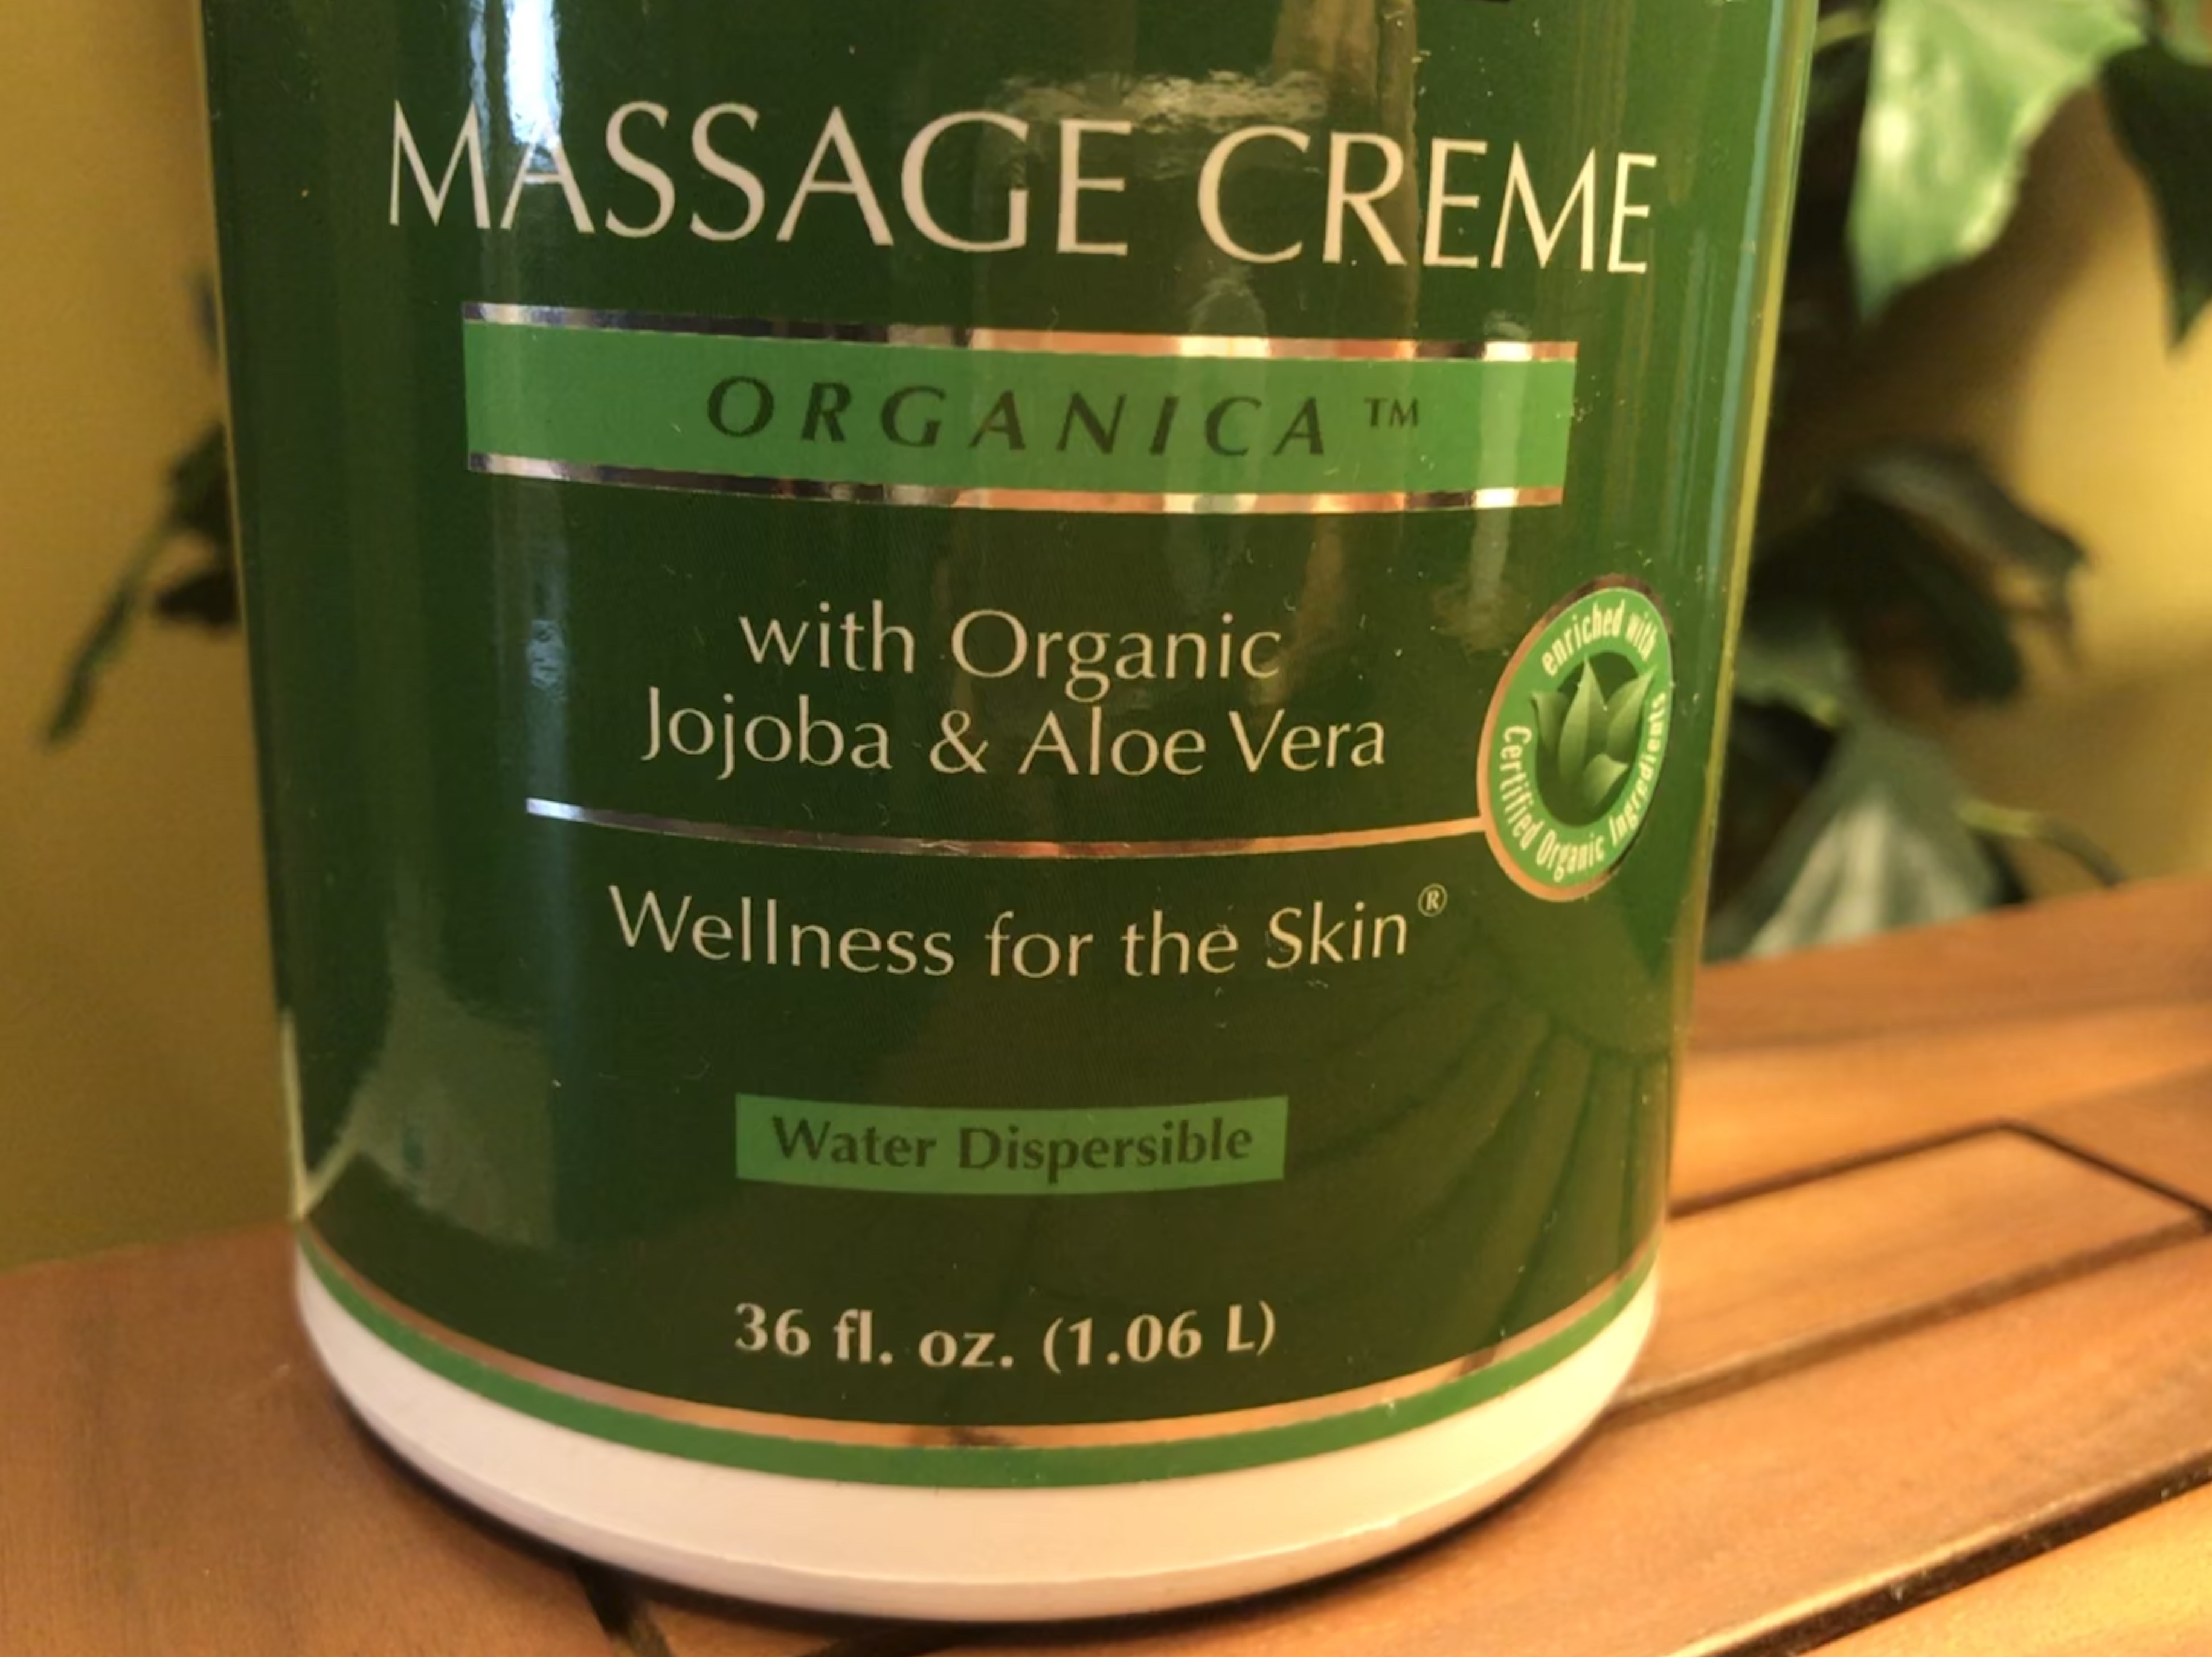 MASSAGE CREME
ORGANICA™
with Organic
Jojoba & Aloe Vera
enriched with
Certified Organic Ingredients
Wellness for the Skin®
Water Dispersible
36 fl. oz. (1.06 L)